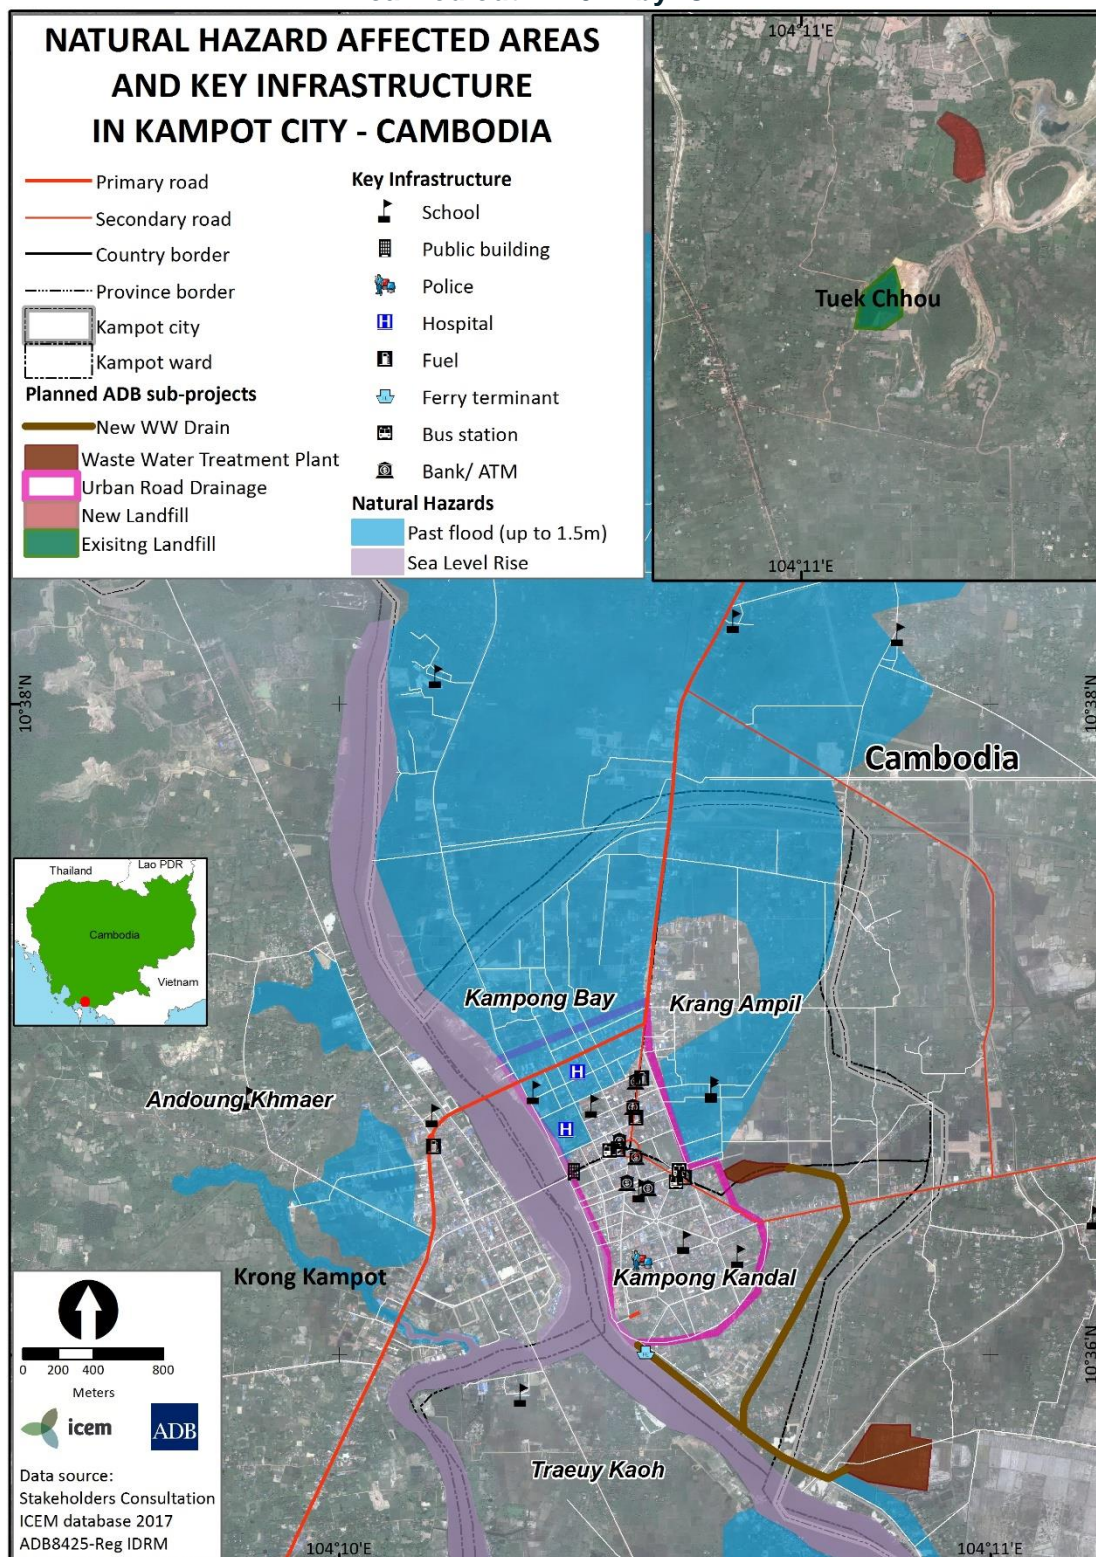 NATURAL HAZARD AFFECTED AREAS
AND KEY INFRASTRUCTURE
IN KAMPOT CITY - CAMBODIA
Primary road
Secondary road
Country border
Province border
Kampot city
Kampot ward
Planned ADB sub-projects
New WW Drain
Waste Water Treatment Plant
Urban Road Drainage
New Landfill
Exisitng Landfill
Key Infrastructure
School
Public building
Police
Hospital
Fuel
Ferry terminant
Bus station
Bank/ ATM
Natural Hazards
Past flood (up to 1.5m)
Sea Level Rise
104°11'E
Tuek Chhou
104°11'E
10°38'N
10°38'N
Cambodia
Thailand
Lao PDR
Cambodia
Vietnam
Kampong Bay
Krang Ampil
H
Andoung Khmaer
H
Krong Kampot
Kampong Kandal
10°36'N
0 200 400 800
Meters
icem
ADB
Traeuy Kaoh
Data source:
Stakeholders Consultation
ICEM database 2017
ADB8425-Reg IDRM
104°10'E
104°11'E